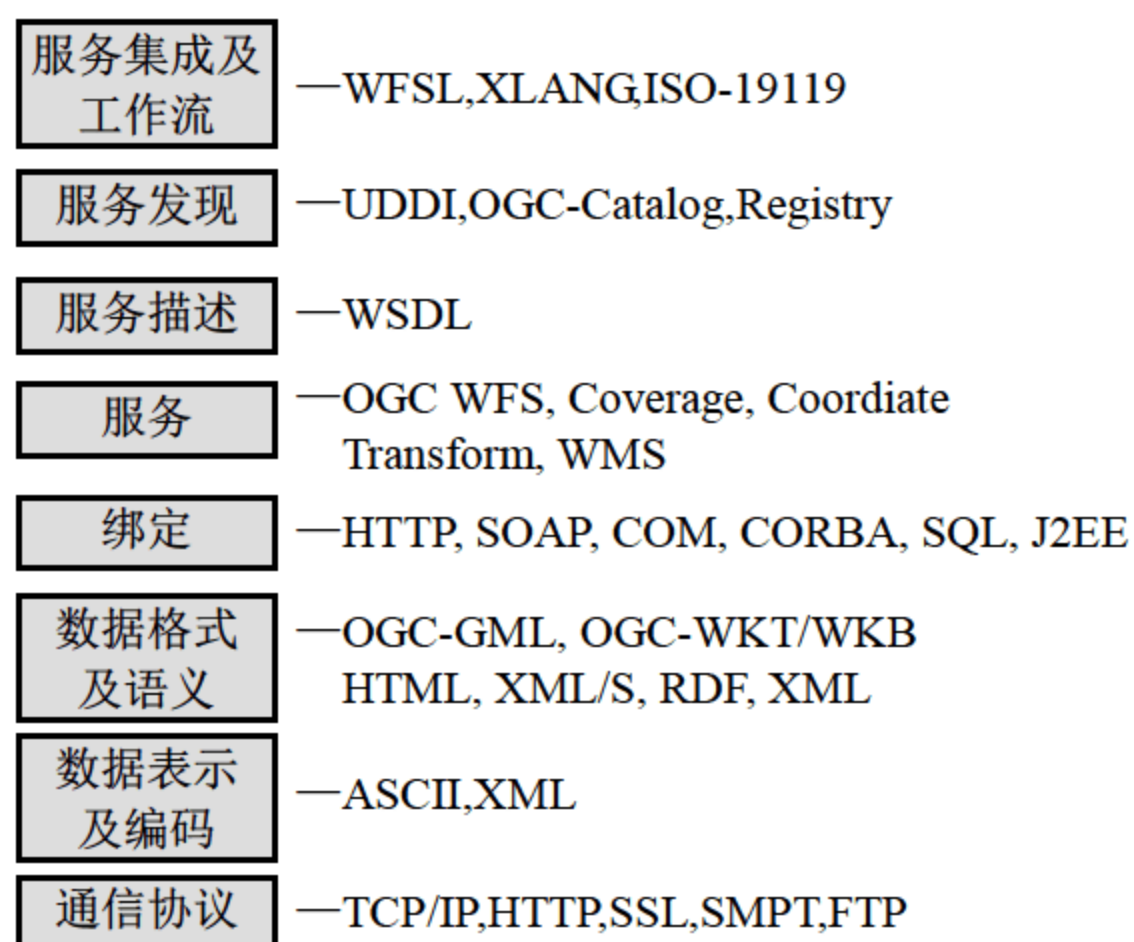 服务集成及
工作流
—WFSL,XLANG,ISO-19119
服务发现
—UDDI,OGC-Catalog,Registry
服务描述
—WSDL
服务
—OGC WFS, Coverage, Coordiate
Transform, WMS
绑定
—HTTP, SOAP, COM, CORBA, SQL, J2EE
数据格式
及语义
—OGC-GML, OGC-WKT/WKB
HTML, XML/S, RDF, XML
数据表示
及编码
—ASCII,XML
通信协议
—TCP/IP,HTTP,SSL,SMPT,FTP